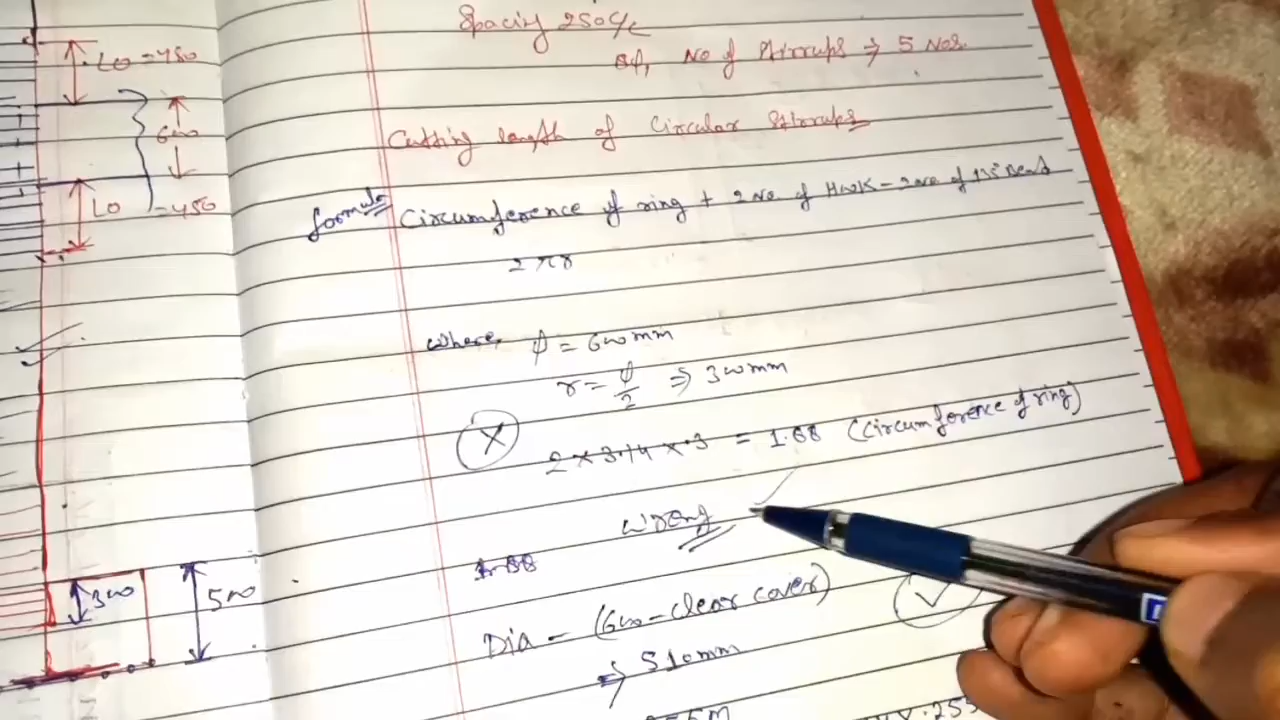 Spacing 250 c/c
No of Stirrups ⇒ 5 Nos.
LO = 450
600
LO = 450
Cutting length of Circular Stirrups
formula Circumference of ring + 2 No. of Hook - 2 No of 135° Bend
2πr
where, φ = 600mm
r = φ/2 ⇒ 300mm
X 2 x 3.14 x .3 = 1.88 (Circumference of ring)
wrong
1.88
300
500
Dia - (600 - clear cover)
⇒ 510mm